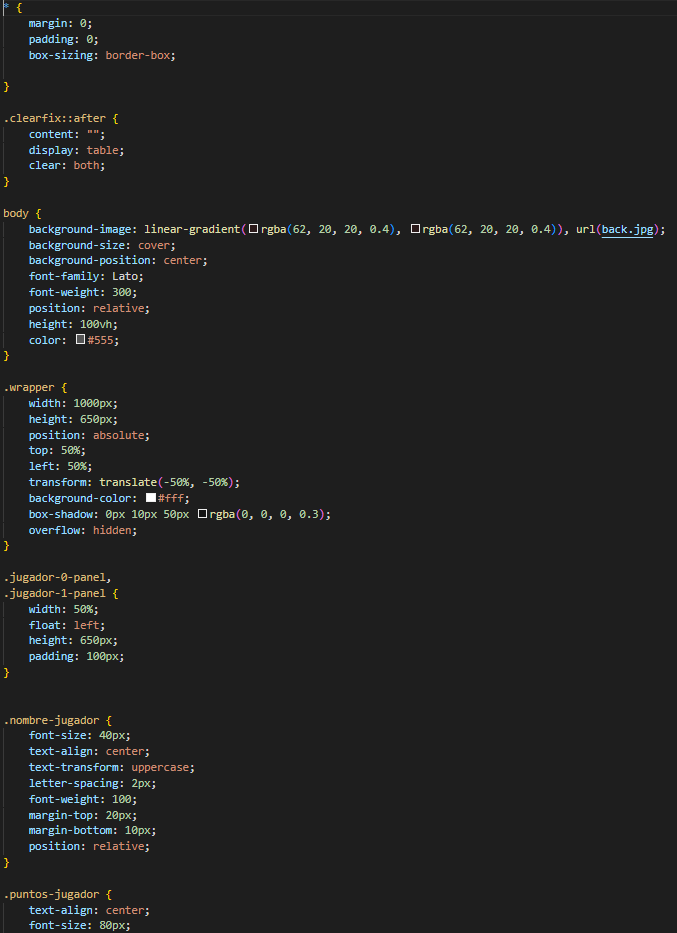 * {
    margin: 0;
    padding: 0;
    box-sizing: border-box;
}
.clearfix::after {
    content: "";
    display: table;
    clear: both;
}
body {
    background-image: linear-gradient(rgba(62, 20, 20, 0.4), rgba(62, 20, 20, 0.4)), url(back.jpg);
    background-size: cover;
    background-position: center;
    font-family: Lato;
    font-weight: 300;
    position: relative;
    height: 100vh;
    color: #555;
}
.wrapper {
    width: 1000px;
    height: 650px;
    position: absolute;
    top: 50%;
    left: 50%;
    transform: translate(-50%, -50%);
    background-color: #fff;
    box-shadow: 0px 10px 50px rgba(0, 0, 0, 0.3);
    overflow: hidden;
}
.jugador-0-panel,
.jugador-1-panel {
    width: 50%;
    float: left;
    height: 650px;
    padding: 100px;
}
.nombre-jugador {
    font-size: 40px;
    text-align: center;
    text-transform: uppercase;
    letter-spacing: 2px;
    font-weight: 100;
    margin-top: 20px;
    margin-bottom: 10px;
    position: relative;
}
.puntos-jugador {
    text-align: center;
    font-size: 80px;